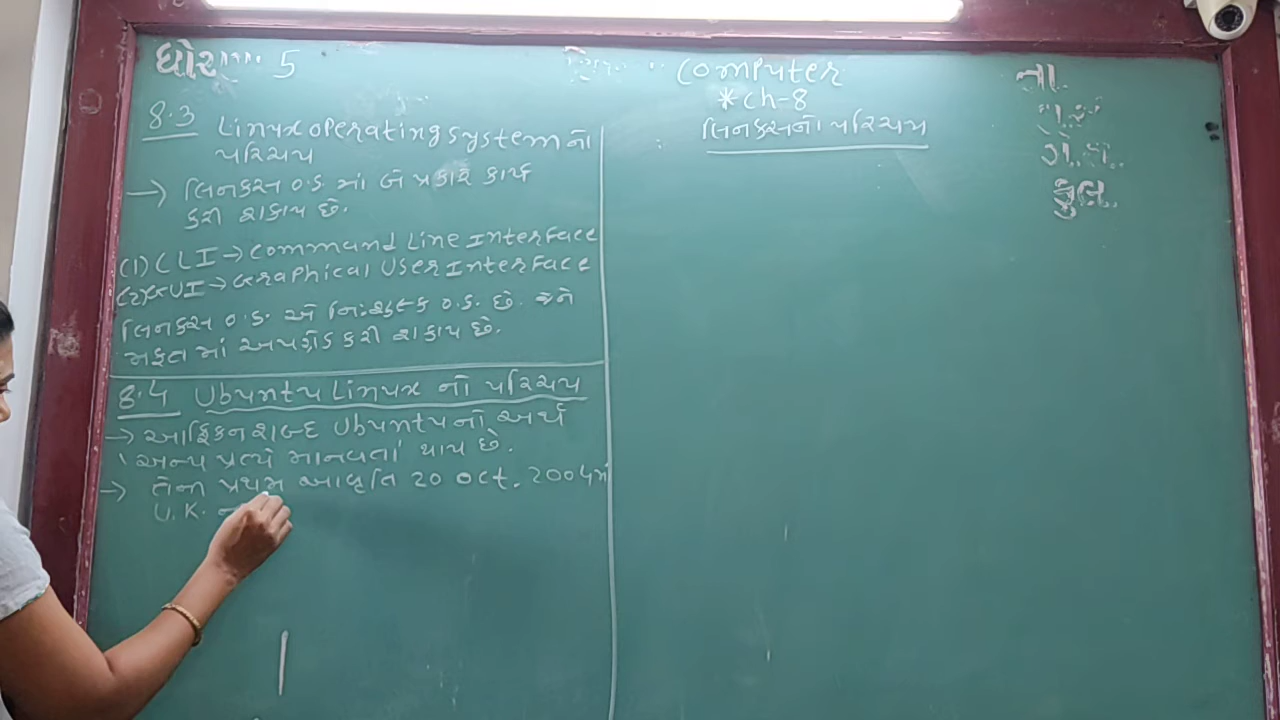 ધોરણ: 5
Computer
* ch-8
લિનક્સનો પરિચય
તા.
કુલ.
8.3 Linux operating system નો
પરિચય
→ લિનક્સ O.S. માં બે પ્રકારે કાર્ય
કરી શકાય છે.
(1) CLI → Command Line Interface
(2) GUI → Graphical User Interface
લિનક્સ O.S. એ નિ:શુલ્ક O.S. છે. જેને
મફત માં અપગ્રેડ કરી શકાય છે.
8.4 Ubuntu Linux નો પરિચય
→ આફ્રિકન શબ્દ Ubuntu નો અર્થ
અન્ય પ્રત્યે માનવતા થાય છે.
→ તેની પ્રથમ આવૃતિ 20 Oct. 2004માં
U.K.